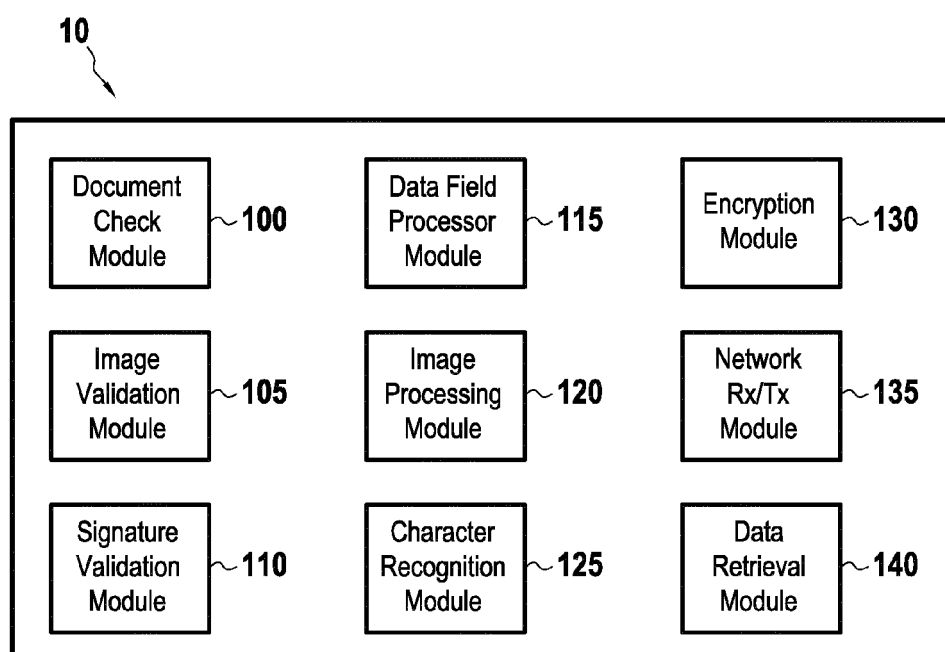 10
Document
Check
Module
100
Data Field
Processor
Module
115
Encryption
Module
130
Image
Validation
Module
105
Image
Processing
Module
120
Network
Rx/Tx
Module
135
Signature
Validation
Module
110
Character
Recognition
Module
125
Data
Retrieval
Module
140